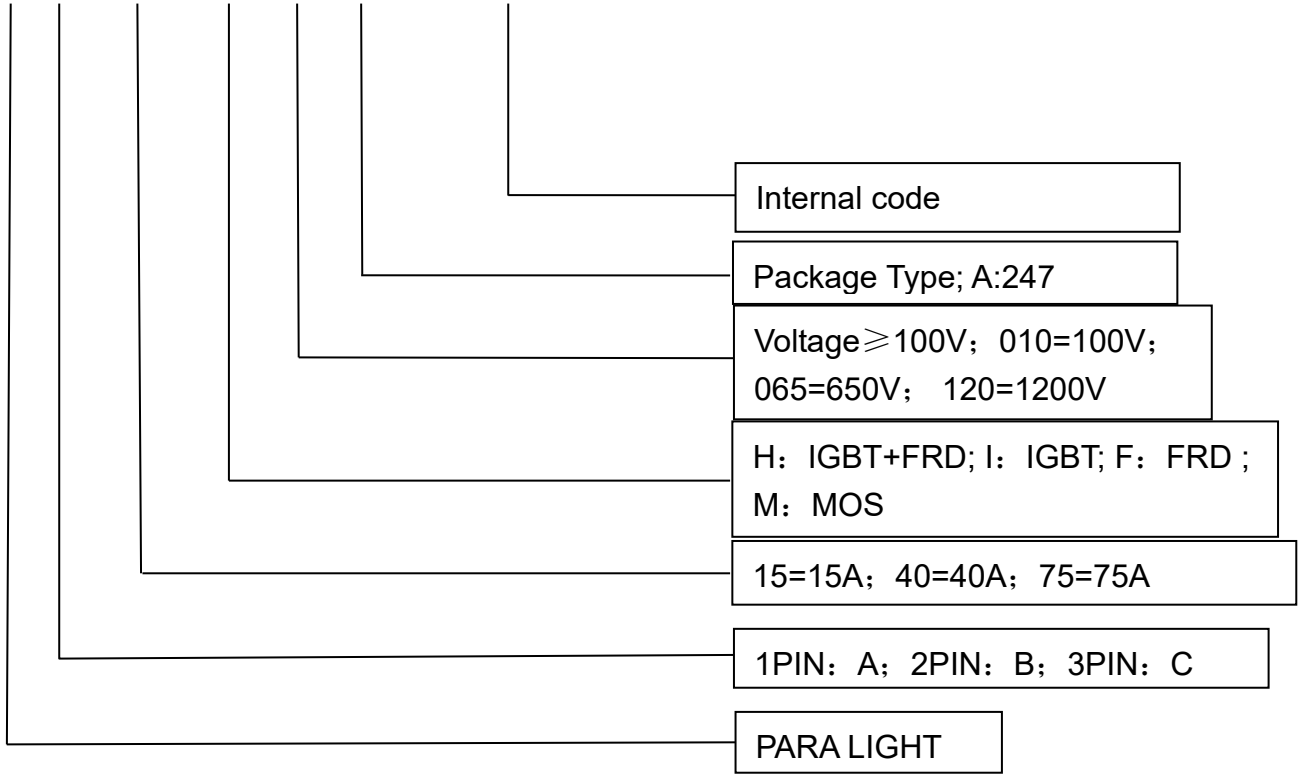 Internal code
Package Type; A:247
Voltage≥100V；010=100V；
065=650V； 120=1200V
H：IGBT+FRD; I：IGBT; F：FRD ;
M：MOS
15=15A；40=40A；75=75A
1PIN：A；2PIN：B；3PIN：C
PARA LIGHT